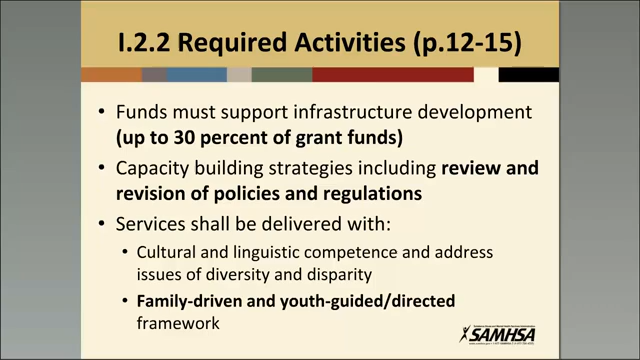 I.2.2 Required Activities (p.12-15)
• Funds must support infrastructure development
(up to 30 percent of grant funds)
• Capacity building strategies including review and
revision of policies and regulations
• Services shall be delivered with:
• Cultural and linguistic competence and address
issues of diversity and disparity
• Family-driven and youth-guided/directed
framework
SAMHSA